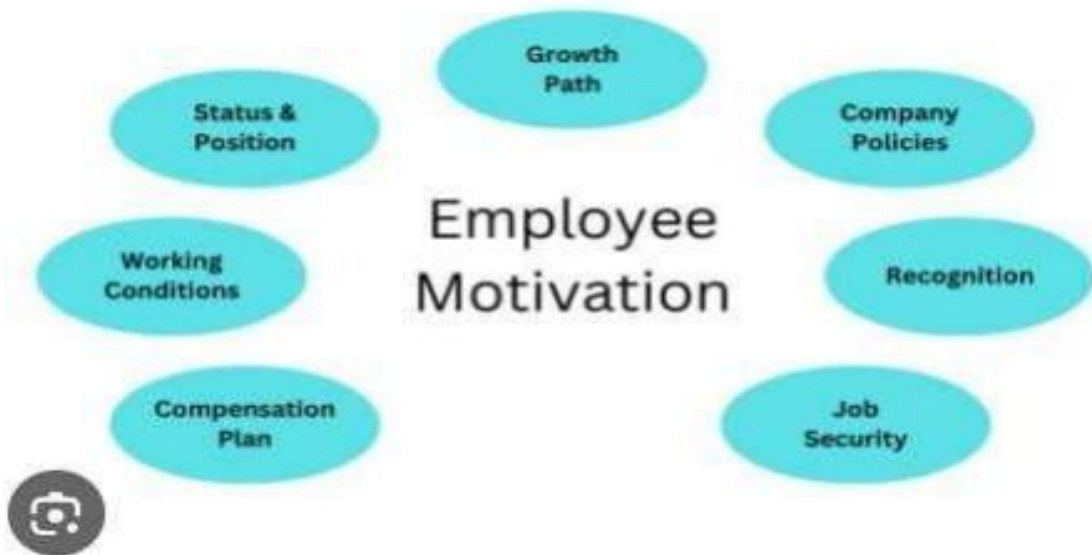 Growth
Path
Status &
Position
Company
Policies
Employee
Motivation
Working
Conditions
Recognition
Compensation
Plan
Job
Security